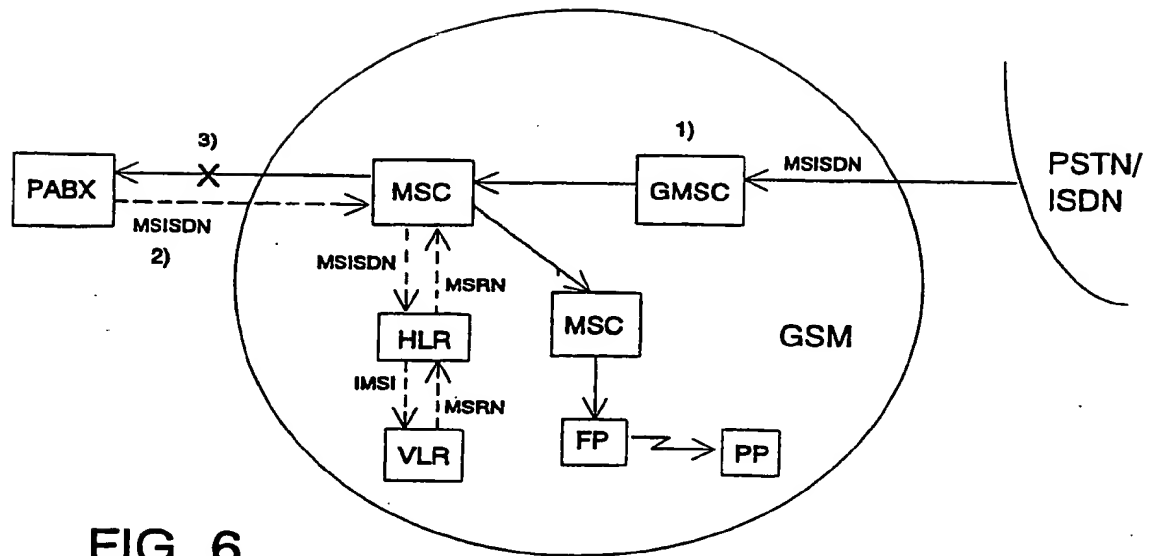 1)
3)
PABX
MSC
GMSC
MSISDN
PSTN/
ISDN
MSISDN
2)
MSISDN
MSRN
MSC
GSM
HLR
IMSI
MSRN
VLR
FP
PP
FIG. 6